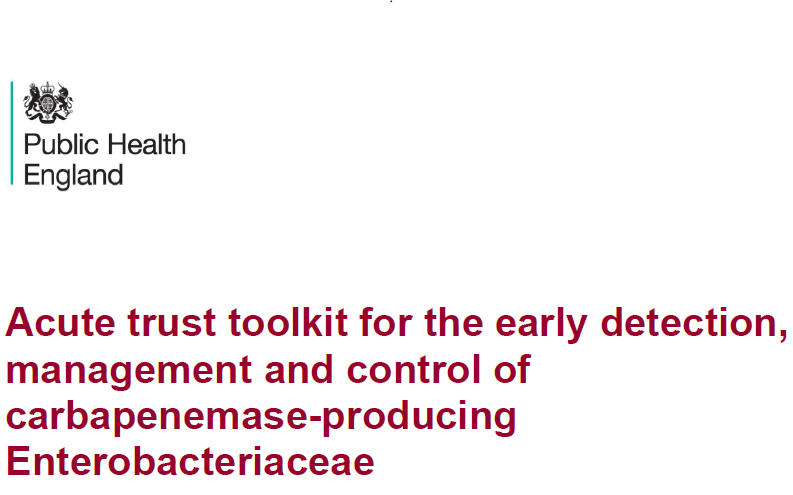 Public Health
England
Acute trust toolkit for the early detection,
management and control of
carbapenemase-producing
Enterobacteriaceae